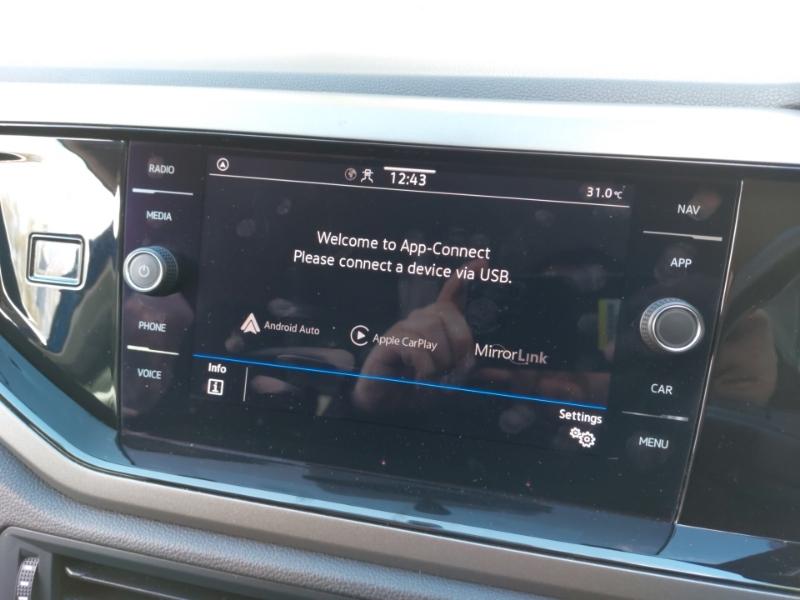 RADIO
MEDIA
PHONE
VOICE
12:43
31.0°C
Welcome to App-Connect
Please connect a device via USB.
Android Auto
Apple CarPlay
MirrorLink
Info
i
Settings
NAV
APP
CAR
MENU